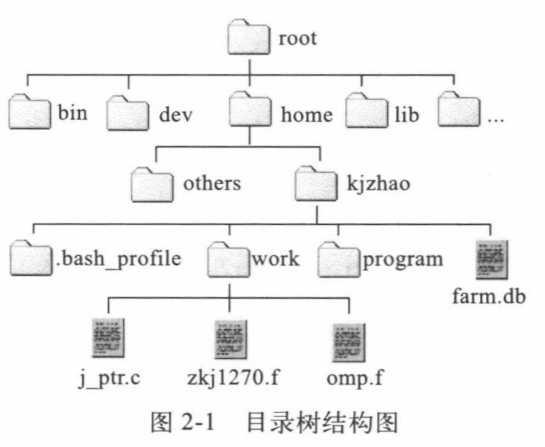 root
bin dev home lib ...
others kjzhao
.bash_profile work program
farm.db
j_ptr.c zkj1270.f omp.f
图 2-1 目录树结构图